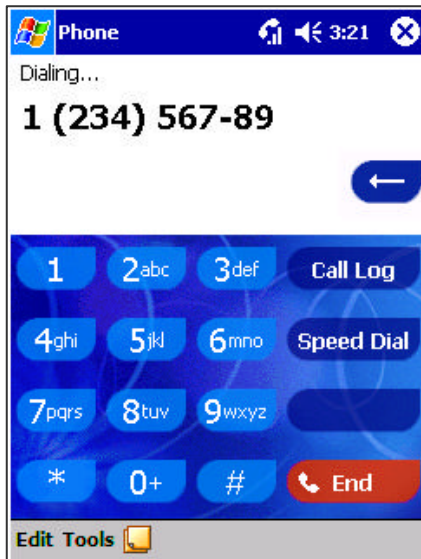 Phone 3:21
Dialing...
1 (234) 567-89
1 2abc 3def Call Log
4ghi 5jkl 6mno Speed Dial
7pqrs 8tuv 9wxyz
* 0+ # End
Edit Tools